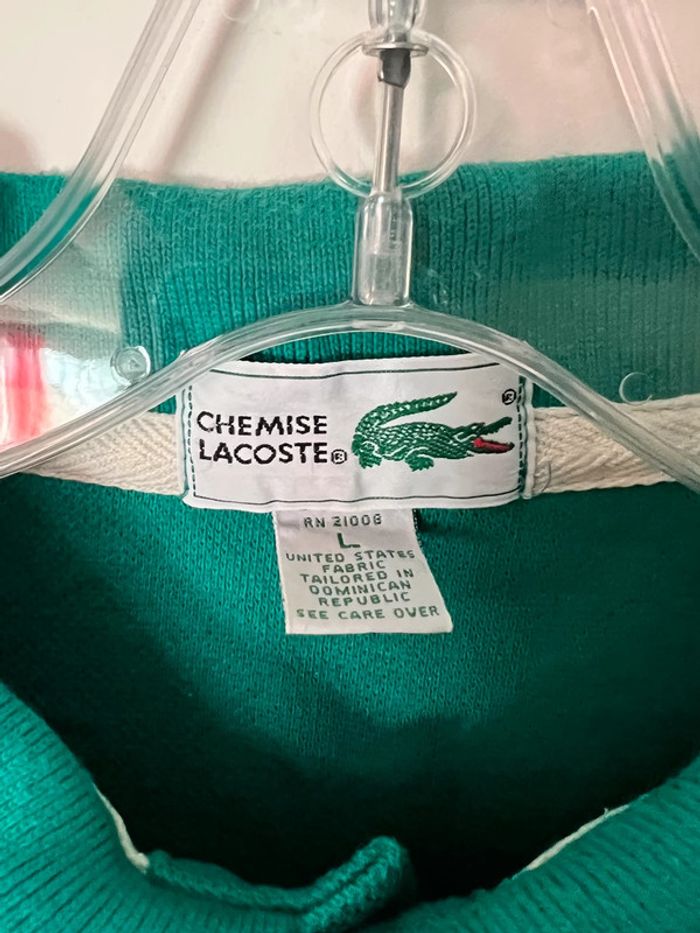 CHEMISE
LACOSTE®
®
RN 21008
L
UNITED STATES
FABRIC
TAILORED IN
DOMINICAN
REPUBLIC
SEE CARE OVER